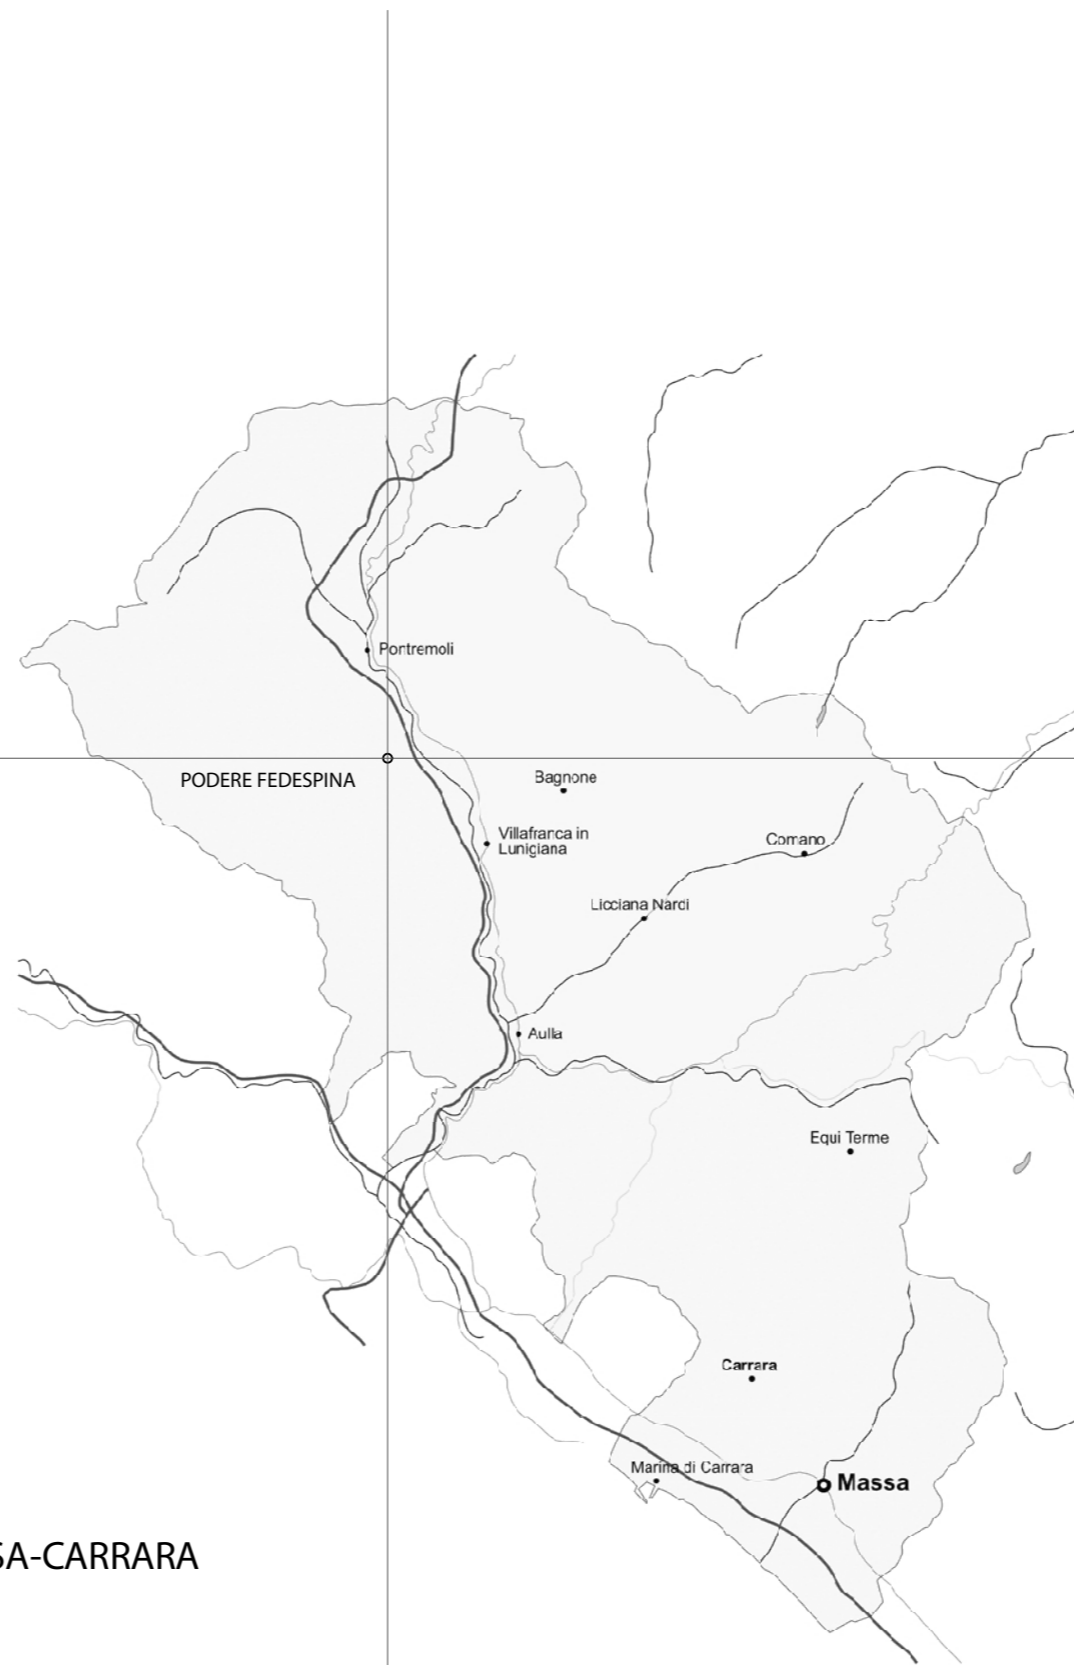 Pontremoli
PODERE FEDESPINA
Bagnone
Villafranca in
Lunigiana
Comano
Licciana Nardi
Aulla
Equi Terme
Carrara
Marina di Carrara
Massa
SA-CARRARA